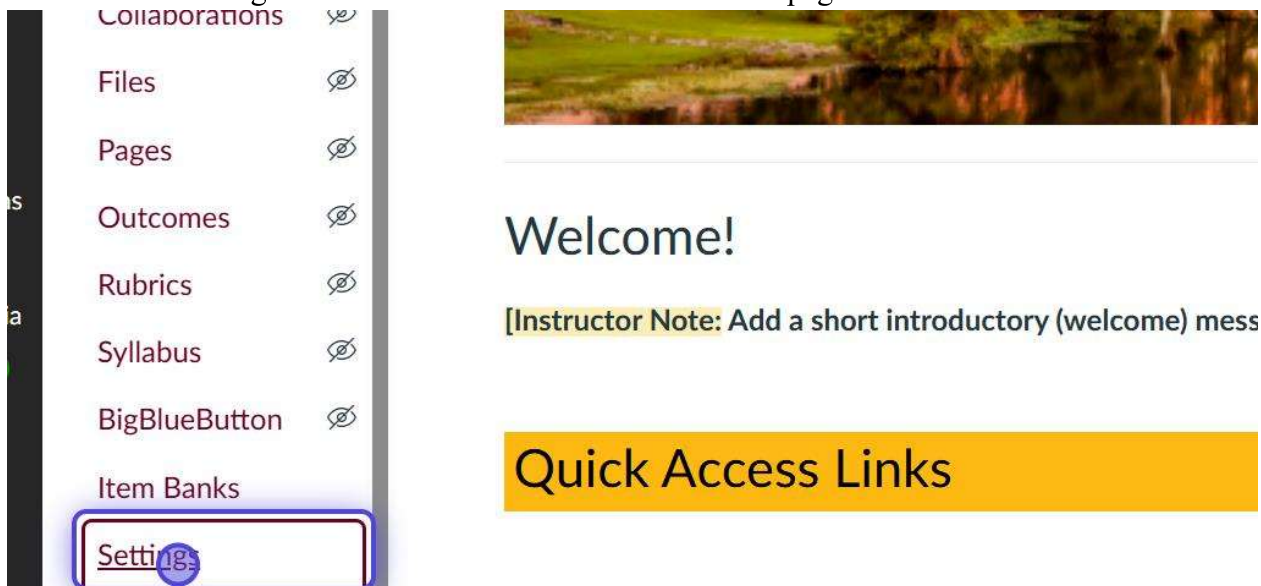 Collaborations
Files
Pages
Outcomes
Rubrics
Syllabus
BigBlueButton
Item Banks
Settings
Welcome!
[Instructor Note: Add a short introductory (welcome) mess
Quick Access Links